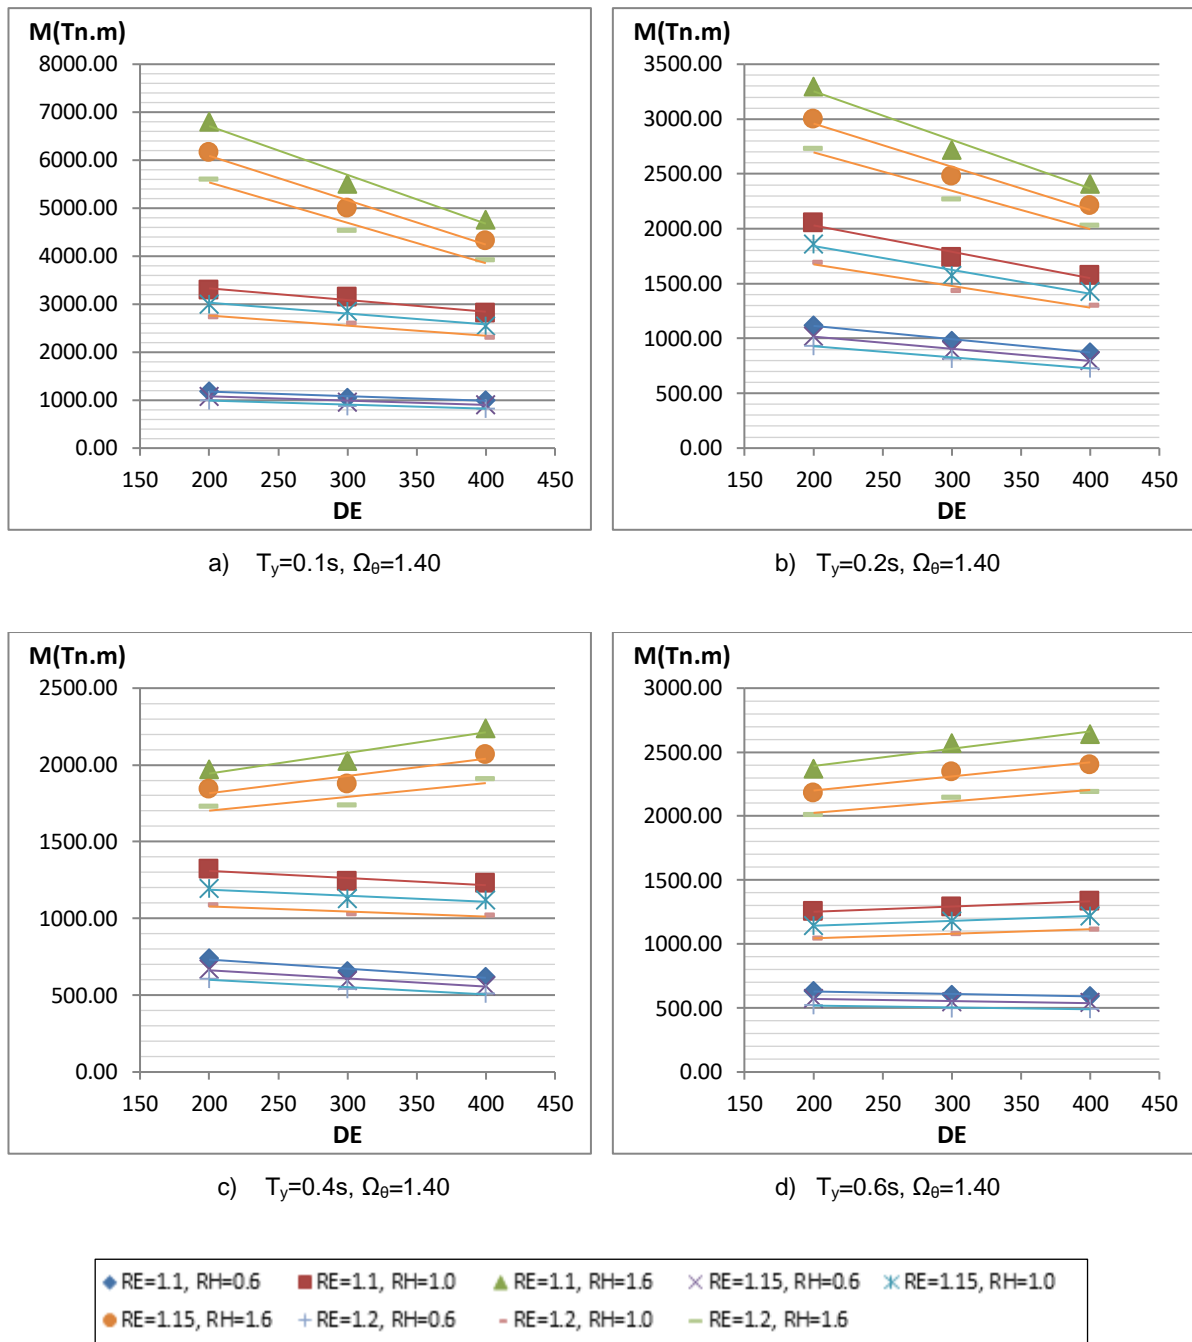 M(Tn.m)
8000.00
7000.00
6000.00
5000.00
4000.00
3000.00
2000.00
1000.00
0.00
150 200 250 300 350 400 450
DE
a) Ty=0.1s, Ωθ=1.40
M(Tn.m)
3500.00
3000.00
2500.00
2000.00
1500.00
1000.00
500.00
0.00
150 200 250 300 350 400 450
DE
b) Ty=0.2s, Ωθ=1.40
M(Tn.m)
2500.00
2000.00
1500.00
1000.00
500.00
0.00
150 200 250 300 350 400 450
DE
c) Ty=0.4s, Ωθ=1.40
M(Tn.m)
3000.00
2500.00
2000.00
1500.00
1000.00
500.00
0.00
150 200 250 300 350 400 450
DE
d) Ty=0.6s, Ωθ=1.40
RE=1.1, RH=0.6 RE=1.1, RH=1.0 RE=1.1, RH=1.6 RE=1.15, RH=0.6 RE=1.15, RH=1.0
RE=1.15, RH=1.6 RE=1.2, RH=0.6 RE=1.2, RH=1.0 RE=1.2, RH=1.6